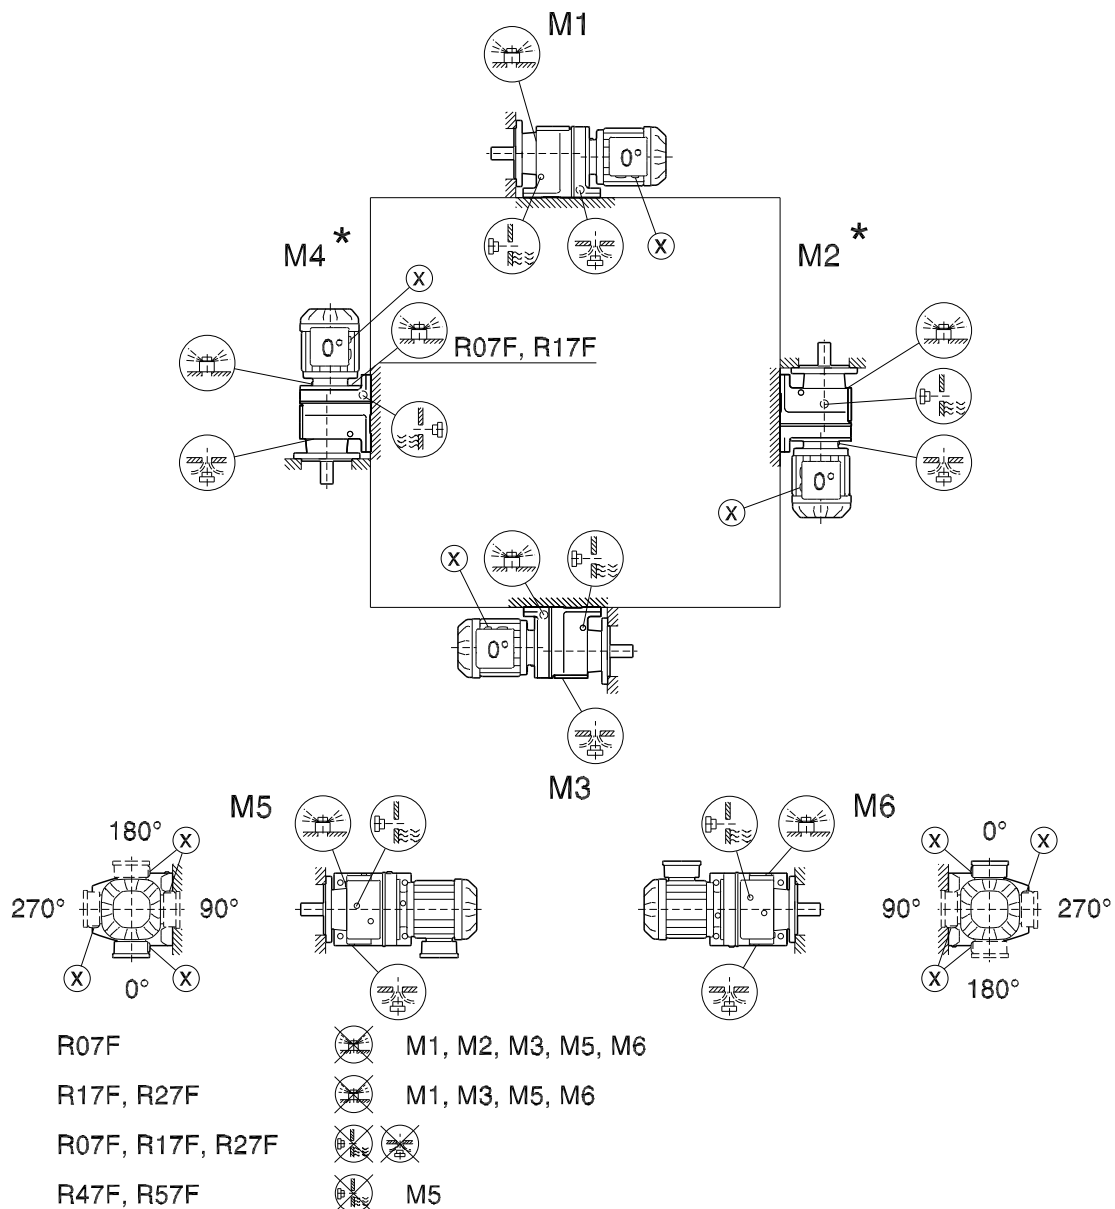 M1
0°
X
M4 *
M2 *
X
0°
R07F, R17F
0°
X
X
0°
M3
M5
M6
180°
X
270°
90°
X
X
0°
0°
X
X
90°
270°
X
180°
R07F M1, M2, M3, M5, M6
R17F, R27F M1, M3, M5, M6
R07F, R17F, R27F
R47F, R57F M5